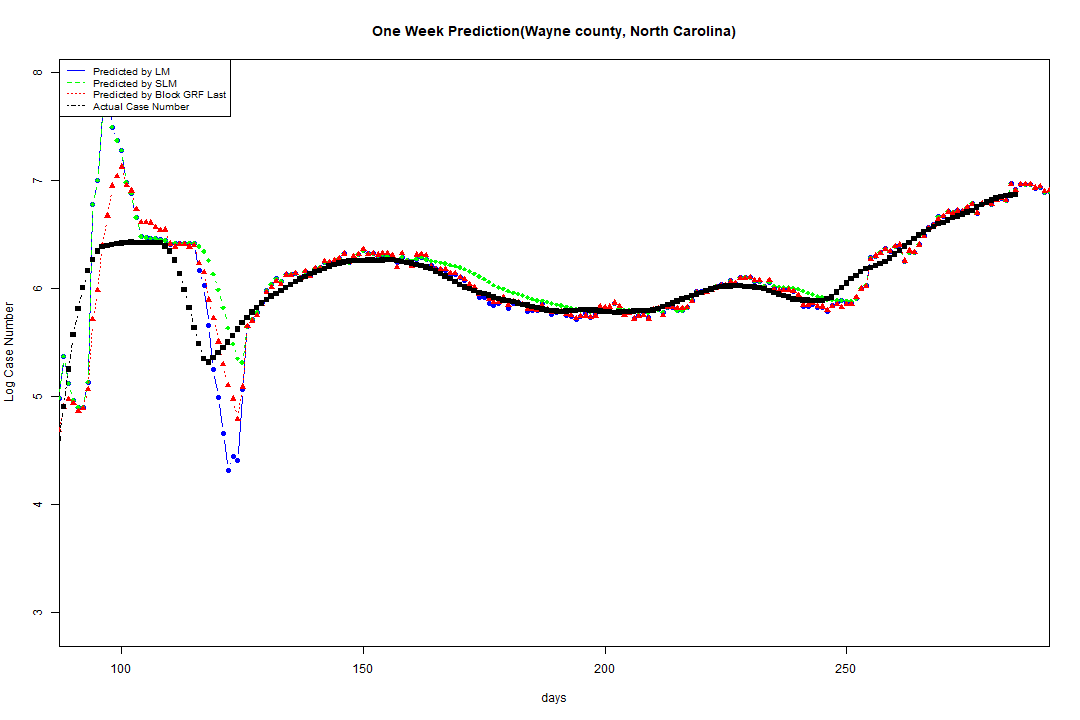 One Week Prediction(Wayne county, North Carolina)
Predicted by LM
Predicted by SLM
Predicted by Block GRF Last
Actual Case Number
8
7
6
5
4
3
Log Case Number
100
150
200
250
days